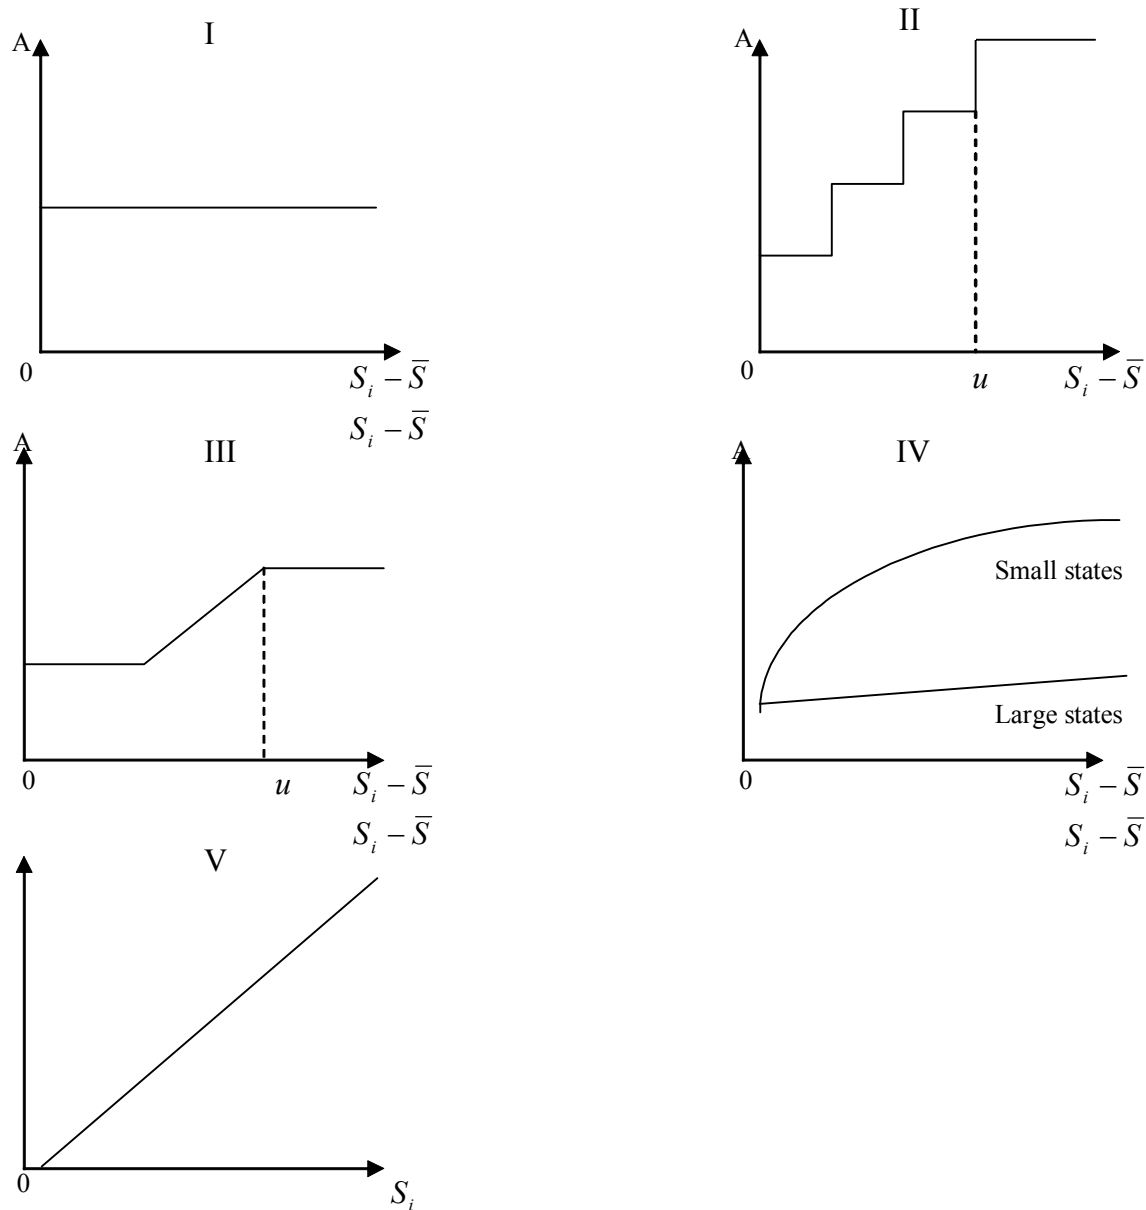 I
A
0
S_i − S̅
S_i − S̅
II
A
0
u
S_i − S̅
III
A
0
u
S_i − S̅
S_i − S̅
IV
A
Small states
Large states
0
S_i − S̅
S_i − S̅
V
0
S_i